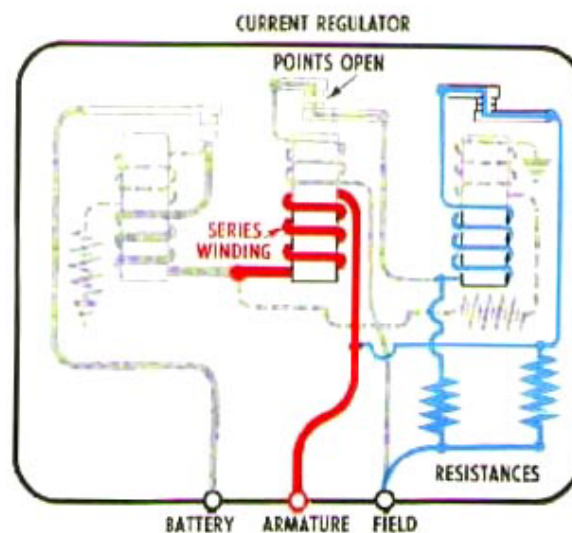 CURRENT REGULATOR
POINTS OPEN
SERIES
WINDING
RESISTANCES
BATTERY
ARMATURE
FIELD